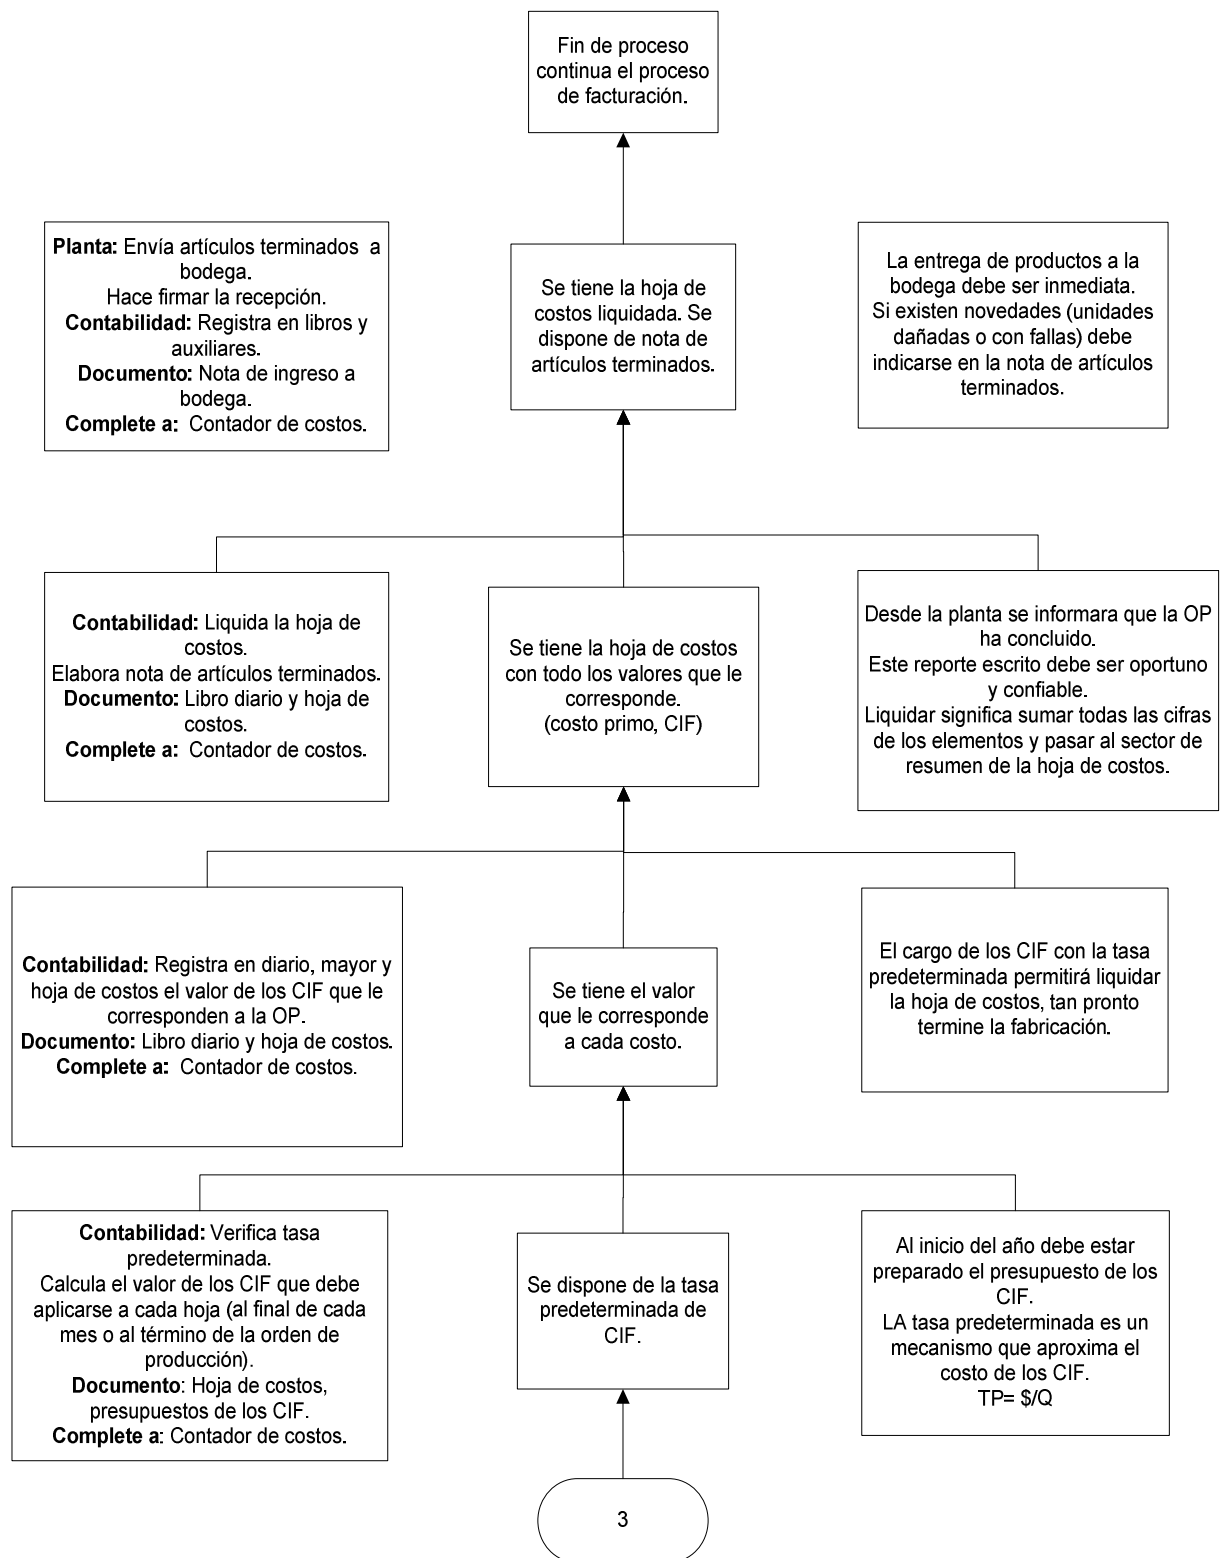 Fin de proceso
continua el proceso
de facturación.
Planta: Envía artículos terminados a
bodega.
Hace firmar la recepción.
Contabilidad: Registra en libros y
auxiliares.
Documento: Nota de ingreso a
bodega.
Complete a: Contador de costos.
Se tiene la hoja de
costos liquidada. Se
dispone de nota de
artículos terminados.
La entrega de productos a la
bodega debe ser inmediata.
Si existen novedades (unidades
dañadas o con fallas) debe
indicarse en la nota de artículos
terminados.
Contabilidad: Liquida la hoja de
costos.
Elabora nota de artículos terminados.
Documento: Libro diario y hoja de
costos.
Complete a: Contador de costos.
Se tiene la hoja de costos
con todo los valores que le
corresponde.
(costo primo, CIF)
Desde la planta se informara que la OP
ha concluido.
Este reporte escrito debe ser oportuno
y confiable.
Liquidar significa sumar todas las cifras
de los elementos y pasar al sector de
resumen de la hoja de costos.
Contabilidad: Registra en diario, mayor y
hoja de costos el valor de los CIF que le
corresponden a la OP.
Documento: Libro diario y hoja de costos.
Complete a: Contador de costos.
Se tiene el valor
que le corresponde
a cada costo.
El cargo de los CIF con la tasa
predeterminada permitirá liquidar
la hoja de costos, tan pronto
termine la fabricación.
Contabilidad: Verifica tasa
predeterminada.
Calcula el valor de los CIF que debe
aplicarse a cada hoja (al final de cada
mes o al término de la orden de
producción).
Documento: Hoja de costos,
presupuestos de los CIF.
Complete a: Contador de costos.
Se dispone de la tasa
predeterminada de
CIF.
Al inicio del año debe estar
preparado el presupuesto de los
CIF.
LA tasa predeterminada es un
mecanismo que aproxima el
costo de los CIF.
TP= $/Q
3